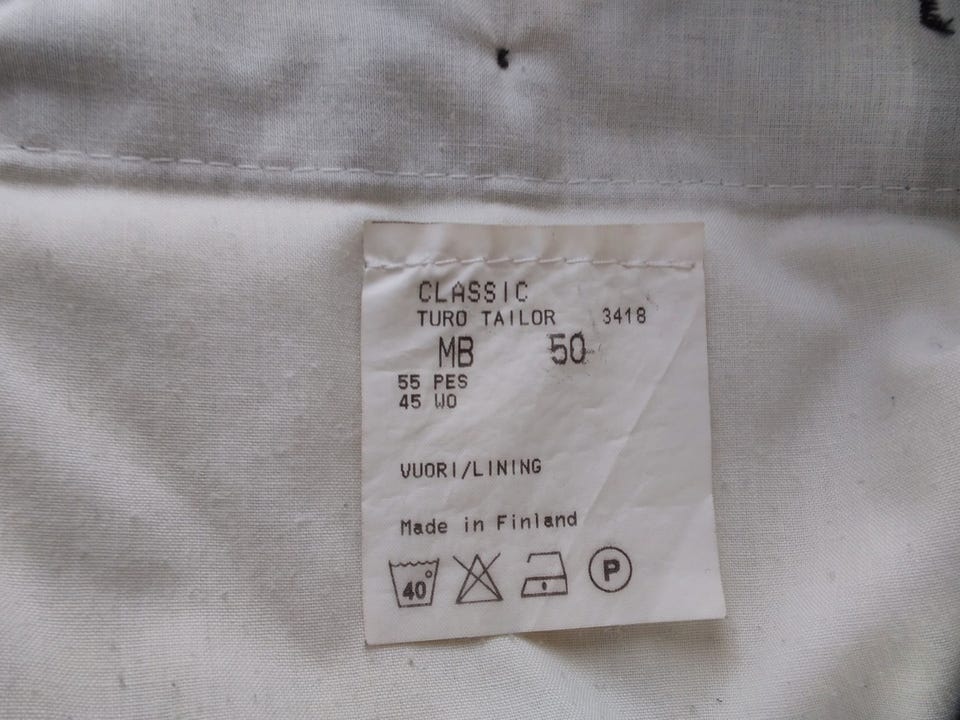 CLASSIC
TURO TAILOR 3418
MB 50
55 PES
45 WO
VUORI/LINING
Made in Finland
40° P